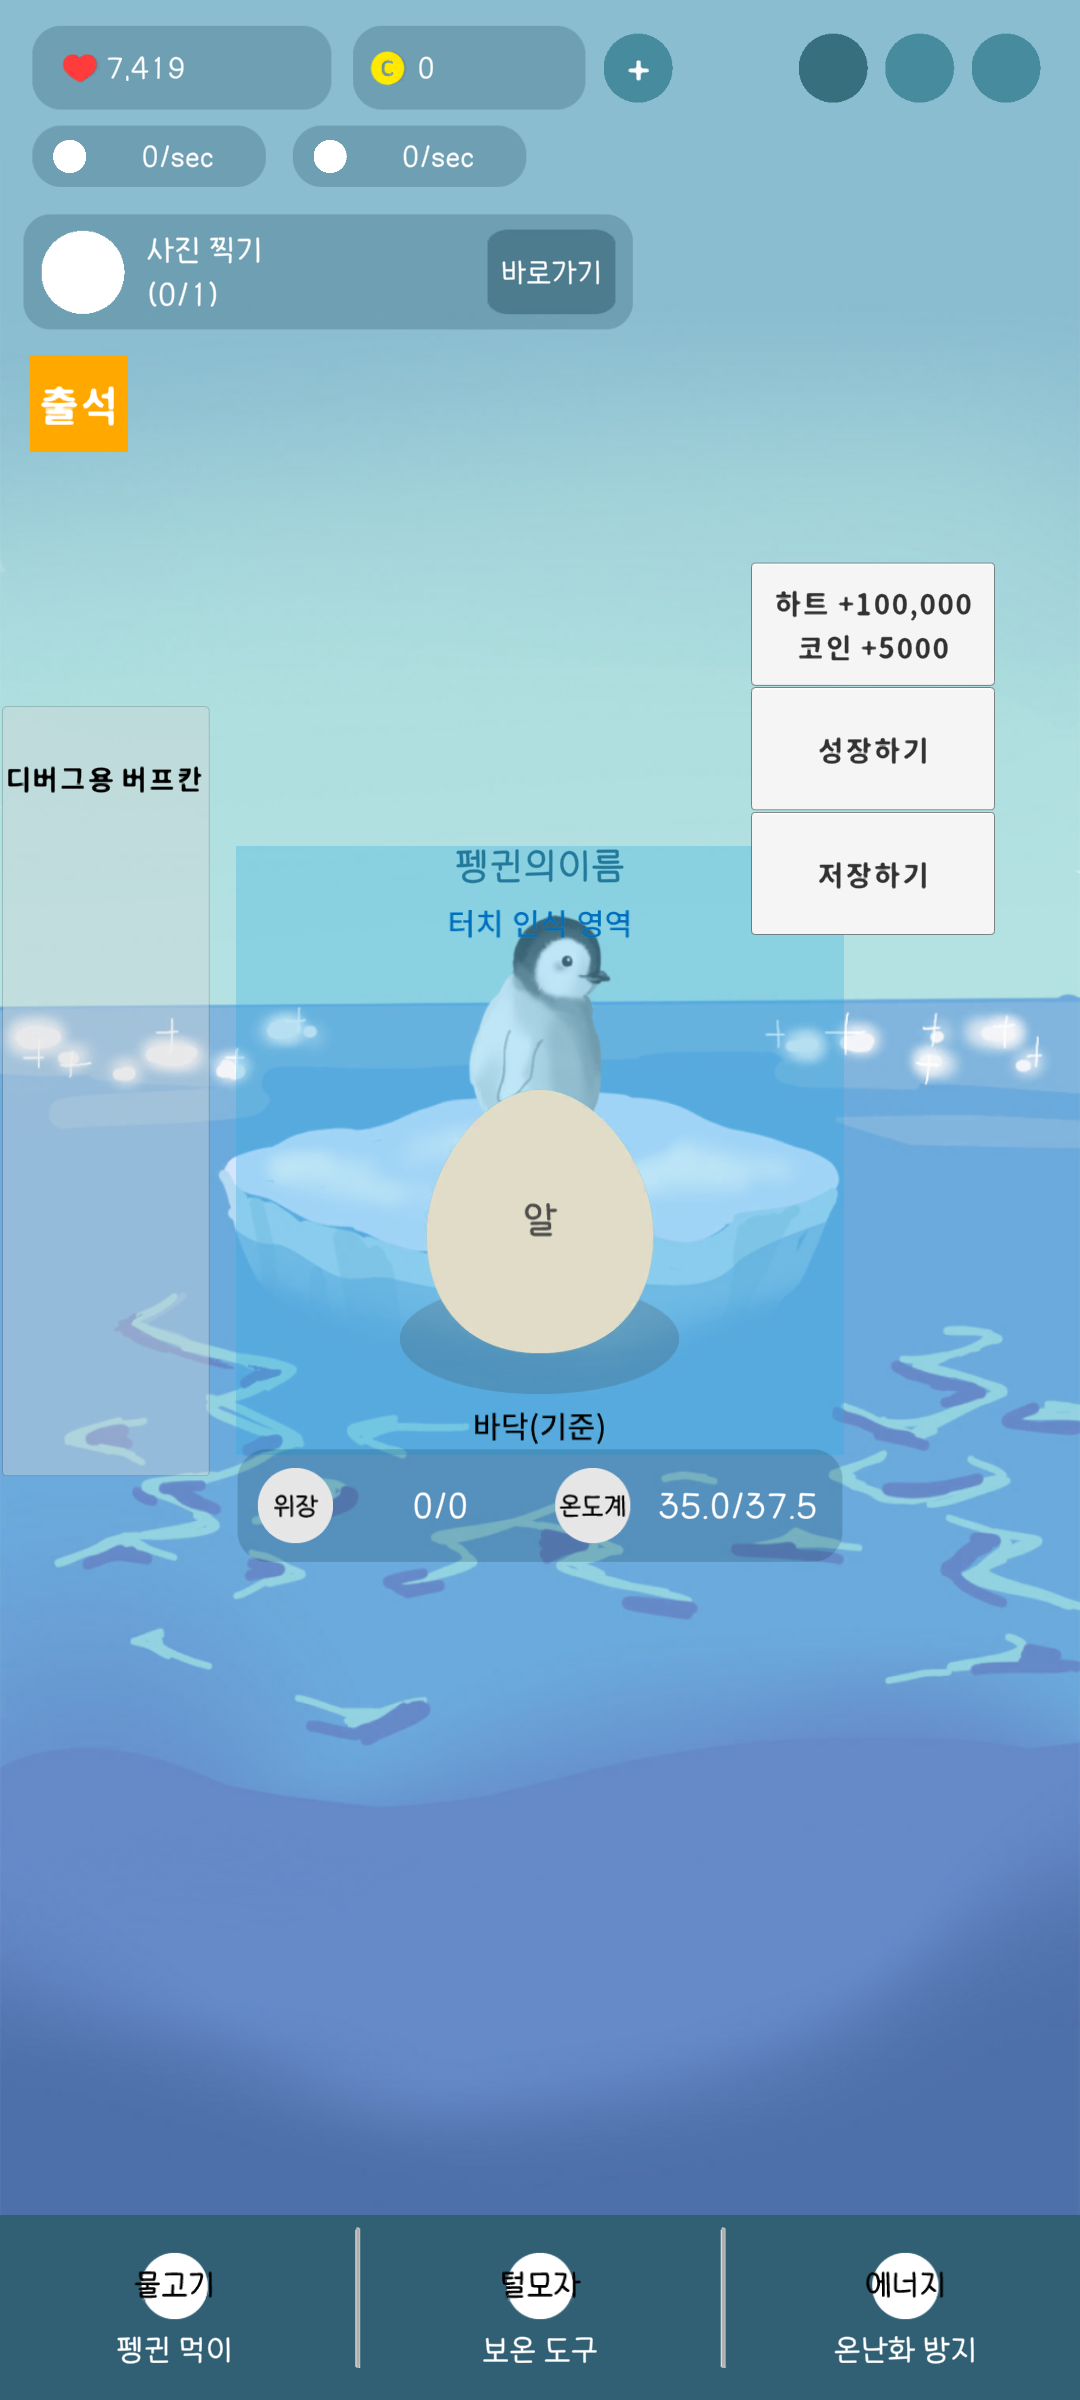 7,419
C 0 +
0/sec 0/sec
사진 찍기
(0/1)
바로가기
출석
하트 +100,000
코인 +5000
성장하기
디버그용 버프칸
저장하기
펭귄의이름
터치 인식 영역
알
바닥(기준)
위장 0/0 온도계 35.0/37.5
물고기 털모자 에너지
펭귄 먹이 보온 도구 온난화 방지